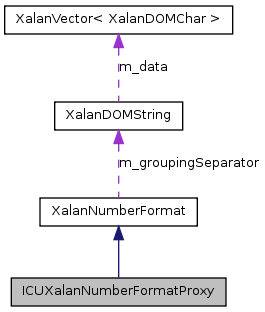 XalanVector< XalanDOMChar >
m_data
XalanDOMString
m_groupingSeparator
XalanNumberFormat
ICUXalanNumberFormatProxy